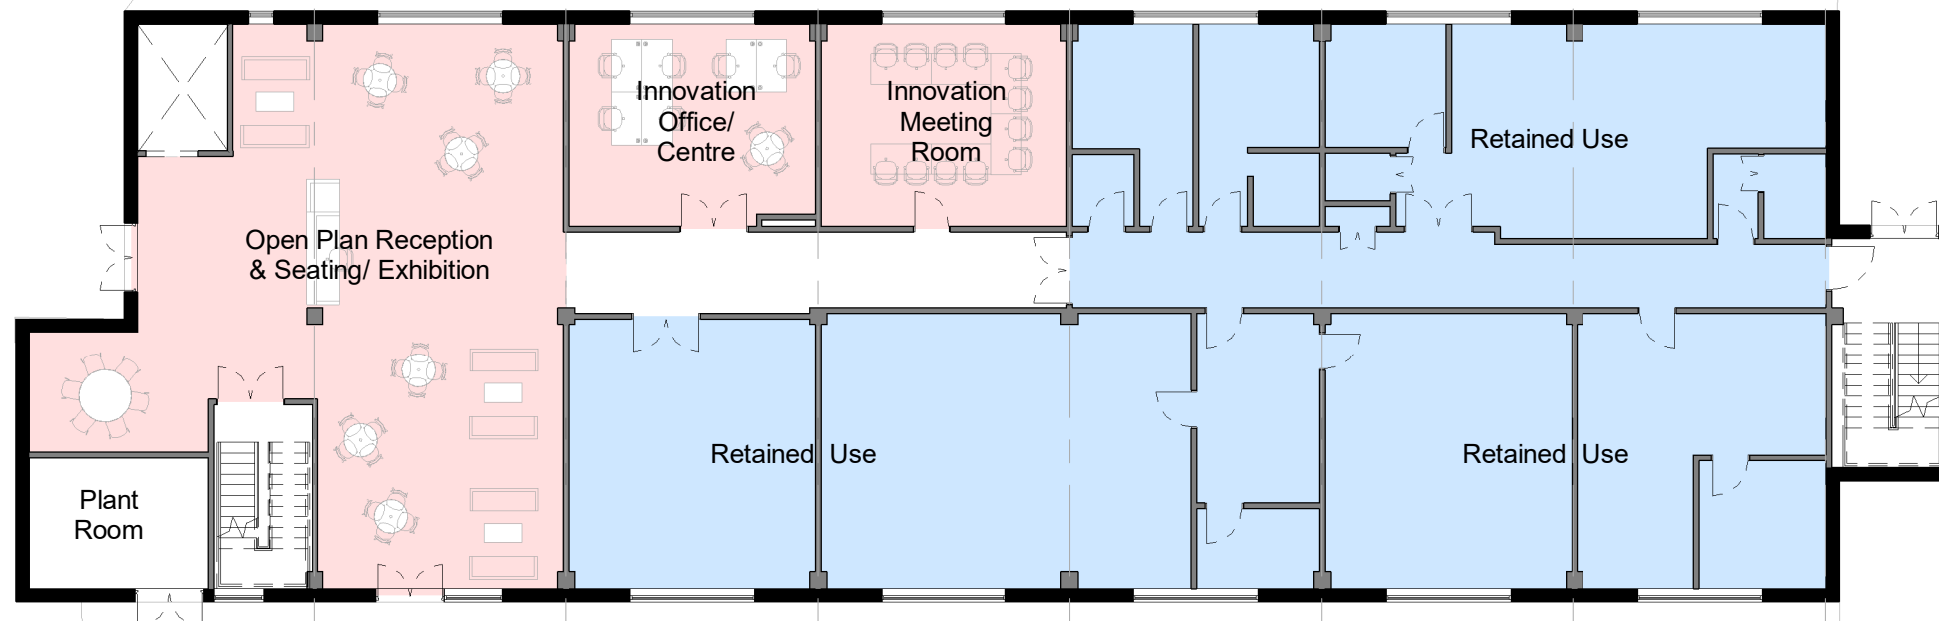 Innovation
Office/
Centre
Innovation
Meeting
Room
Retained Use
Open Plan Reception
& Seating/ Exhibition
Retained Use
Retained Use
Plant
Room